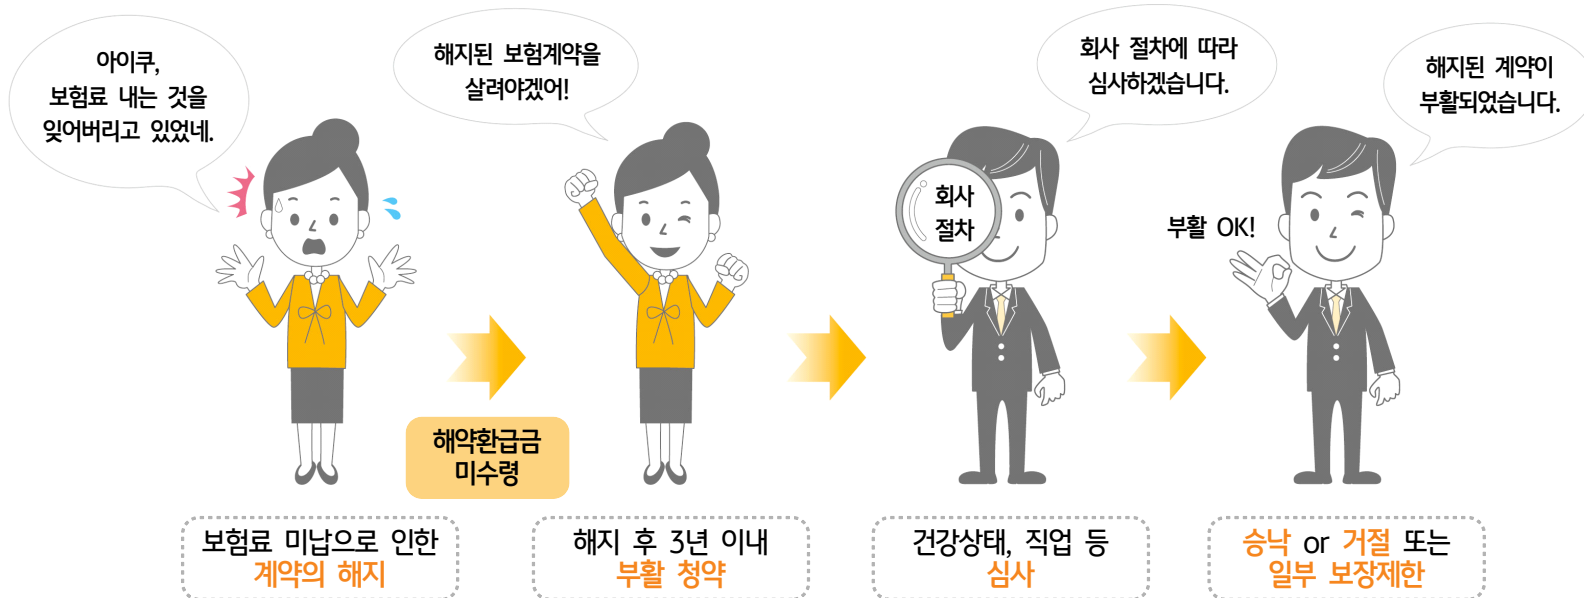 아이쿠,
보험료 내는 것을
잊어버리고 있었네.
해지된 보험계약을
살려야겠어!
회사 절차에 따라
심사하겠습니다.
해지된 계약이
부활되었습니다.
회사
절차
부활 OK!
해약환급금
미수령
보험료 미납으로 인한
계약의 해지
해지 후 3년 이내
부활 청약
건강상태, 직업 등
심사
승낙 or 거절 또는
일부 보장제한